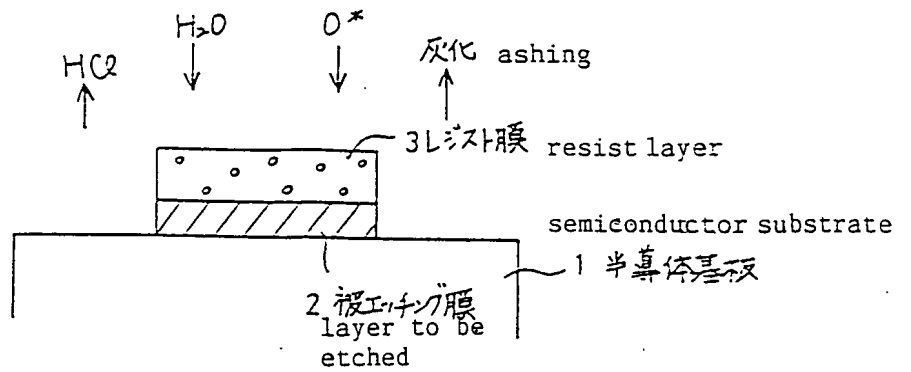 H₂O
O*
HCl
灰化 ashing
3レジスト膜 resist layer
semiconductor substrate
1 半導体基板
2 被エッチング膜
layer to be
etched